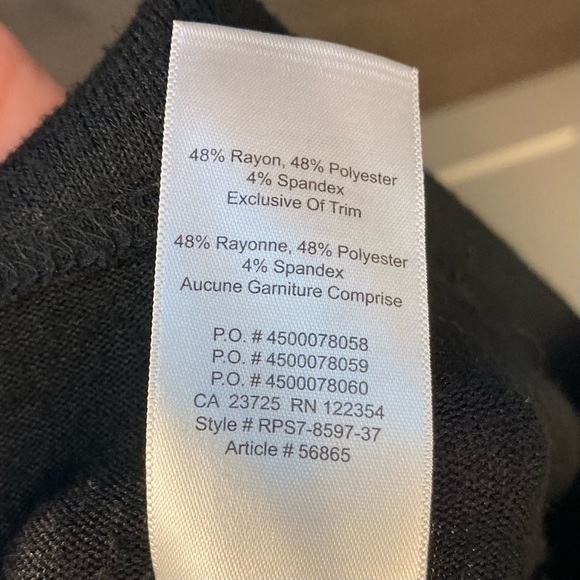 48% Rayon, 48% Polyester
4% Spandex
Exclusive Of Trim
48% Rayonne, 48% Polyester
4% Spandex
Aucune Garniture Comprise
P.O. # 4500078058
P.O. # 4500078059
P.O. # 4500078060
CA 23725 RN 122354
Style # RPS7-8597-37
Article # 56865